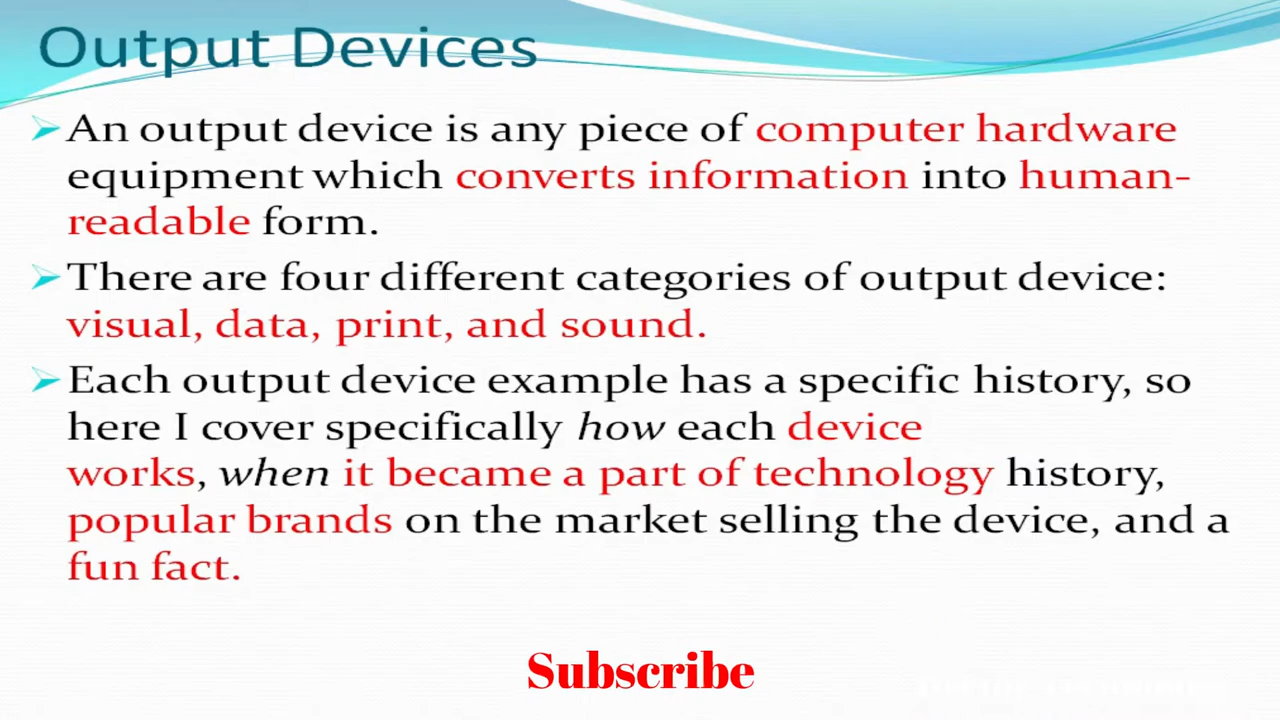 Output Devices
An output device is any piece of computer hardware
equipment which converts information into human-
readable form.
There are four different categories of output device:
visual, data, print, and sound.
Each output device example has a specific history, so
here I cover specifically how each device
works, when it became a part of technology history,
popular brands on the market selling the device, and a
fun fact.
Subscribe